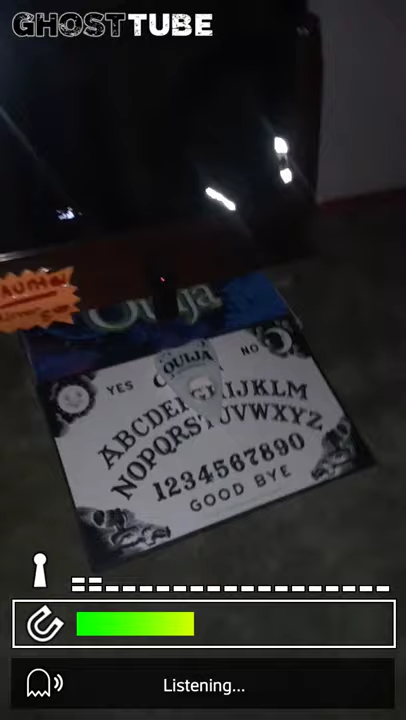 GHOSTTUBE
Ouija
OUIJA
YES
NO
ABCDEFGHIJKLM
NOPQRSTUVWXYZ
1234567890
GOOD BYE
Listening...